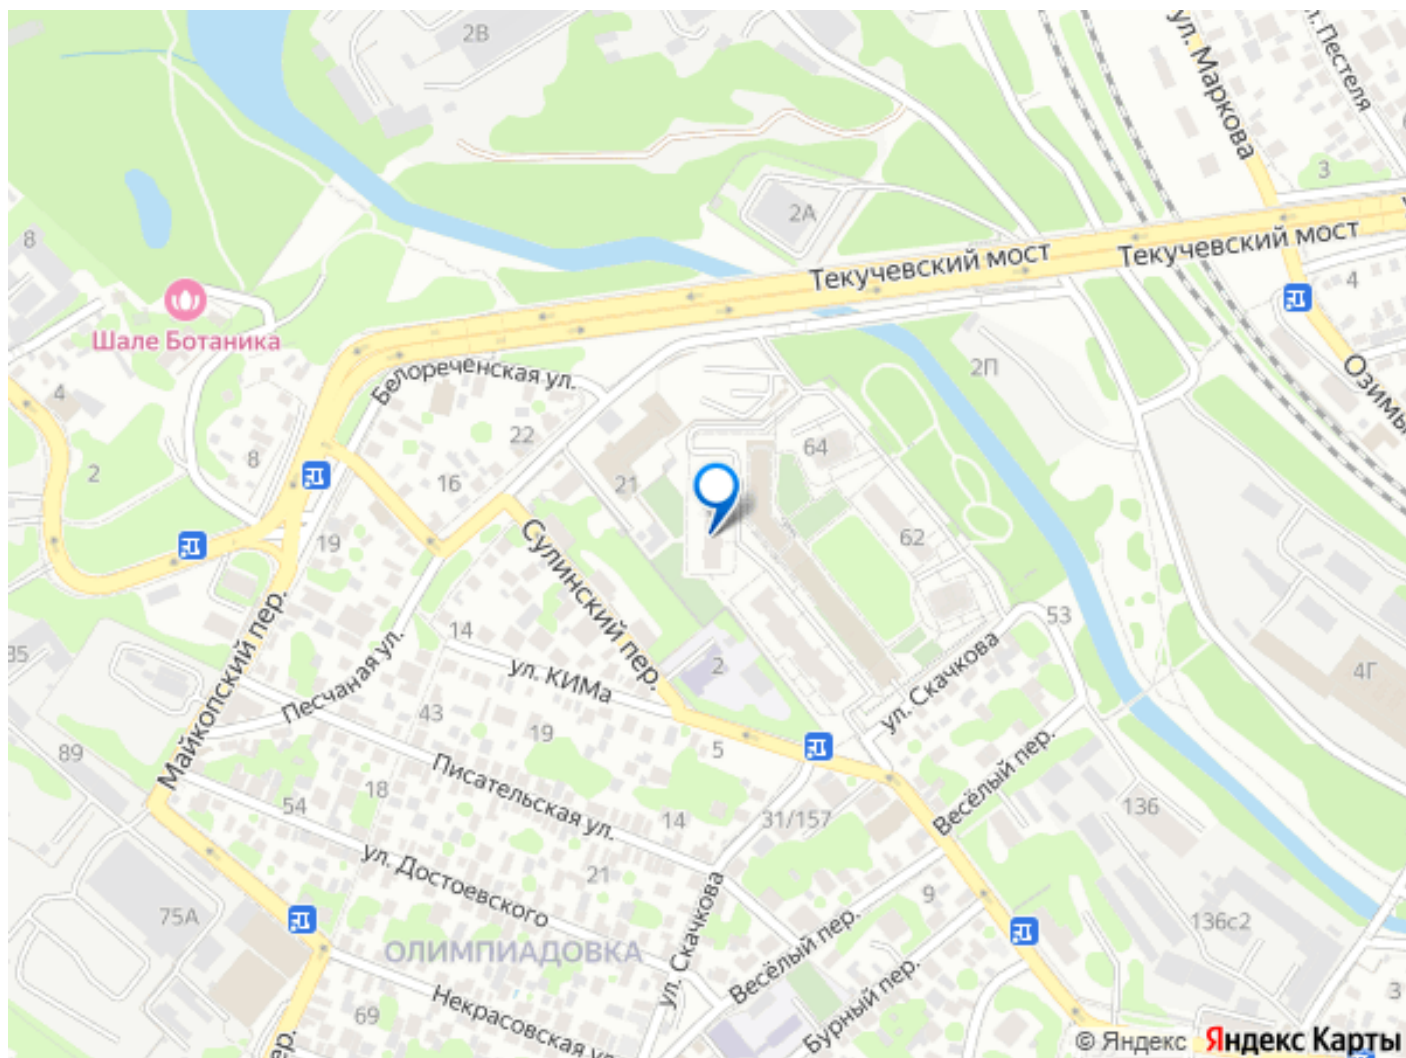 2В
ул. Маркова
Пестеля
3
2А
Текучевский мост
Текучевский мост
8
4
Шале Ботаника
Белореченская ул.
2П
Озимы
4
2
8
22
64
16
21
19
62
Сулинский пер.
Майкопский пер.
14
53
35
ул. КИМа
2
ул. Скачкова
4Г
Песчаная ул.
43
19
5
89
Писательская ул.
Весёлый пер.
18
54
14
31/157
136
ул. Достоевского
21
75А
ул. Скачкова
9
136с2
ОЛИМПИАДОВКА
Весёлый пер.
Некрасовская ул.
Бурный пер.
3
69
пер.
© Яндекс Яндекс Карты